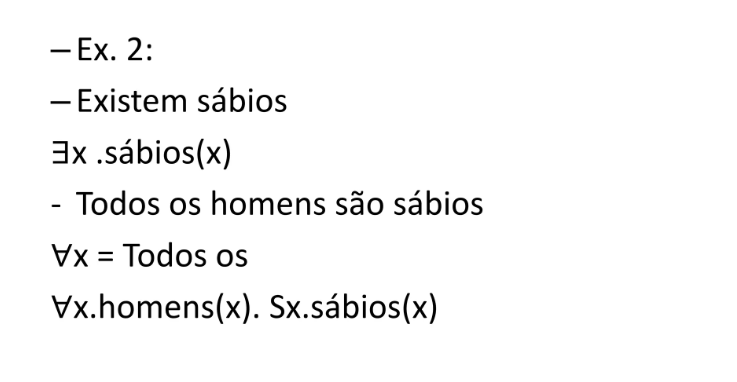 – Ex. 2:
– Existem sábios
∃x .sábios(x)
- Todos os homens são sábios
∀x = Todos os
∀x.homens(x). Sx.sábios(x)